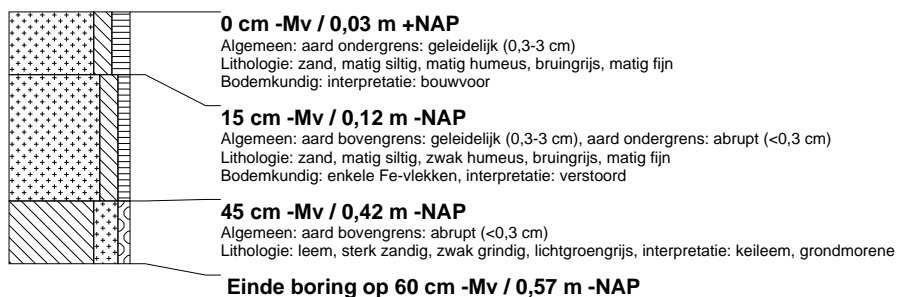 0 cm -Mv / 0,03 m +NAP
Algemeen: aard ondergrens: geleidelijk (0,3-3 cm)
Lithologie: zand, matig siltig, matig humeus, bruingrijs, matig fijn
Bodemkundig: interpretatie: bouwvoor
15 cm -Mv / 0,12 m -NAP
Algemeen: aard bovengrens: geleidelijk (0,3-3 cm), aard ondergrens: abrupt (<0,3 cm)
Lithologie: zand, matig siltig, zwak humeus, bruingrijs, matig fijn
Bodemkundig: enkele Fe-vlekken, interpretatie: verstoord
45 cm -Mv / 0,42 m -NAP
Algemeen: aard bovengrens: abrupt (<0,3 cm)
Lithologie: leem, sterk zandig, zwak grindig, lichtgroengrijs, interpretatie: keileem, grondmorene
Einde boring op 60 cm -Mv / 0,57 m -NAP